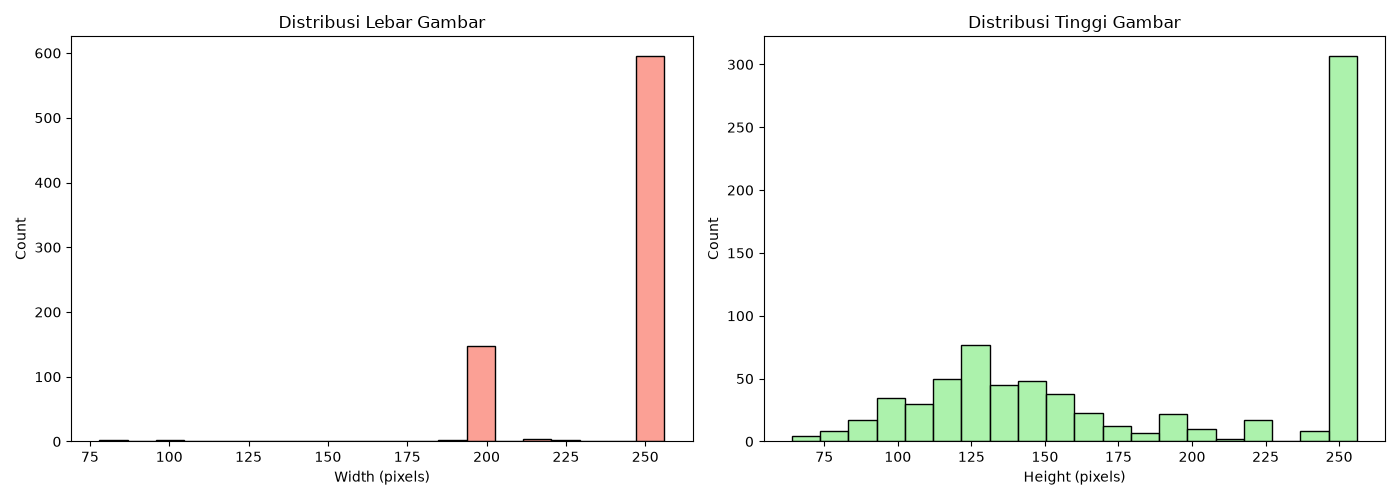 Distribusi Lebar Gambar
600
500
400
300
200
100
0
Count
75 100 125 150 175 200 225 250
Width (pixels)
Distribusi Tinggi Gambar
300
250
200
150
100
50
0
Count
75 100 125 150 175 200 225 250
Height (pixels)